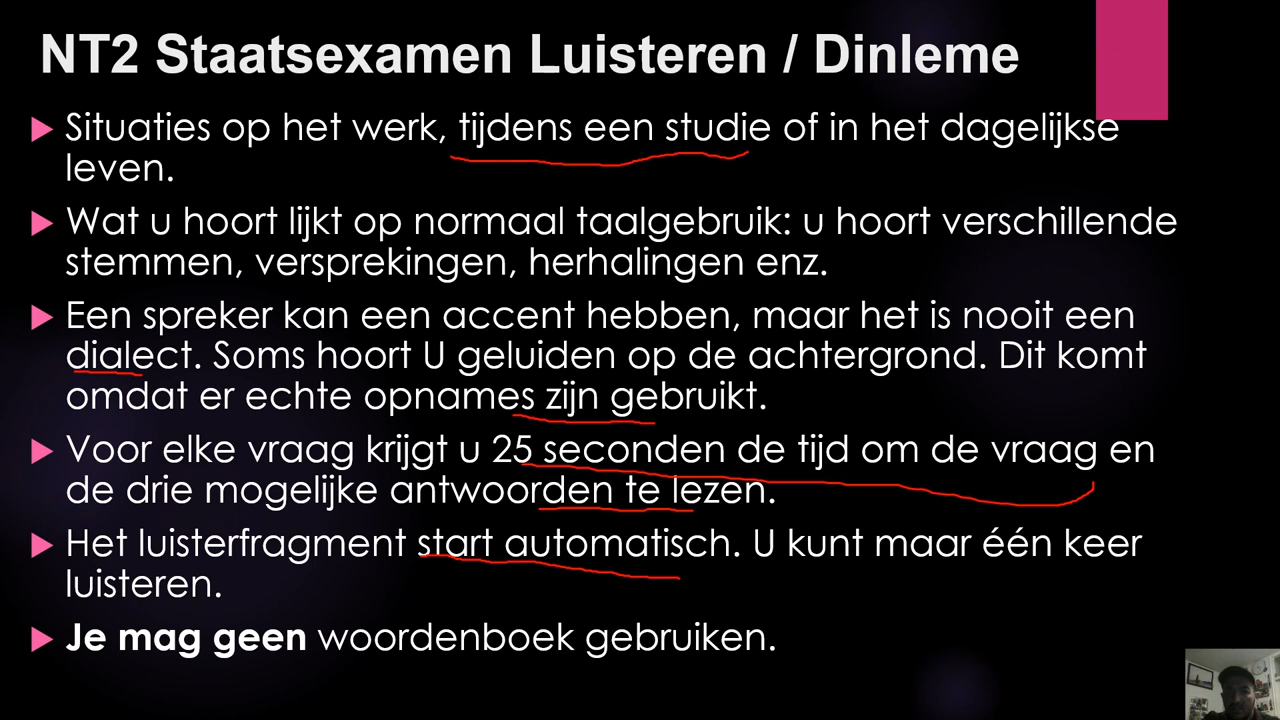 NT2 Staatsexamen Luisteren / Dinleme
Situaties op het werk, tijdens een studie of in het dagelijkse
leven.
Wat u hoort lijkt op normaal taalgebruik: u hoort verschillende
stemmen, versprekingen, herhalingen enz.
Een spreker kan een accent hebben, maar het is nooit een
dialect. Soms hoort U geluiden op de achtergrond. Dit komt
omdat er echte opnames zijn gebruikt.
Voor elke vraag krijgt u 25 seconden de tijd om de vraag en
de drie mogelijke antwoorden te lezen.
Het luisterfragment start automatisch. U kunt maar één keer
luisteren.
Je mag geen woordenboek gebruiken.